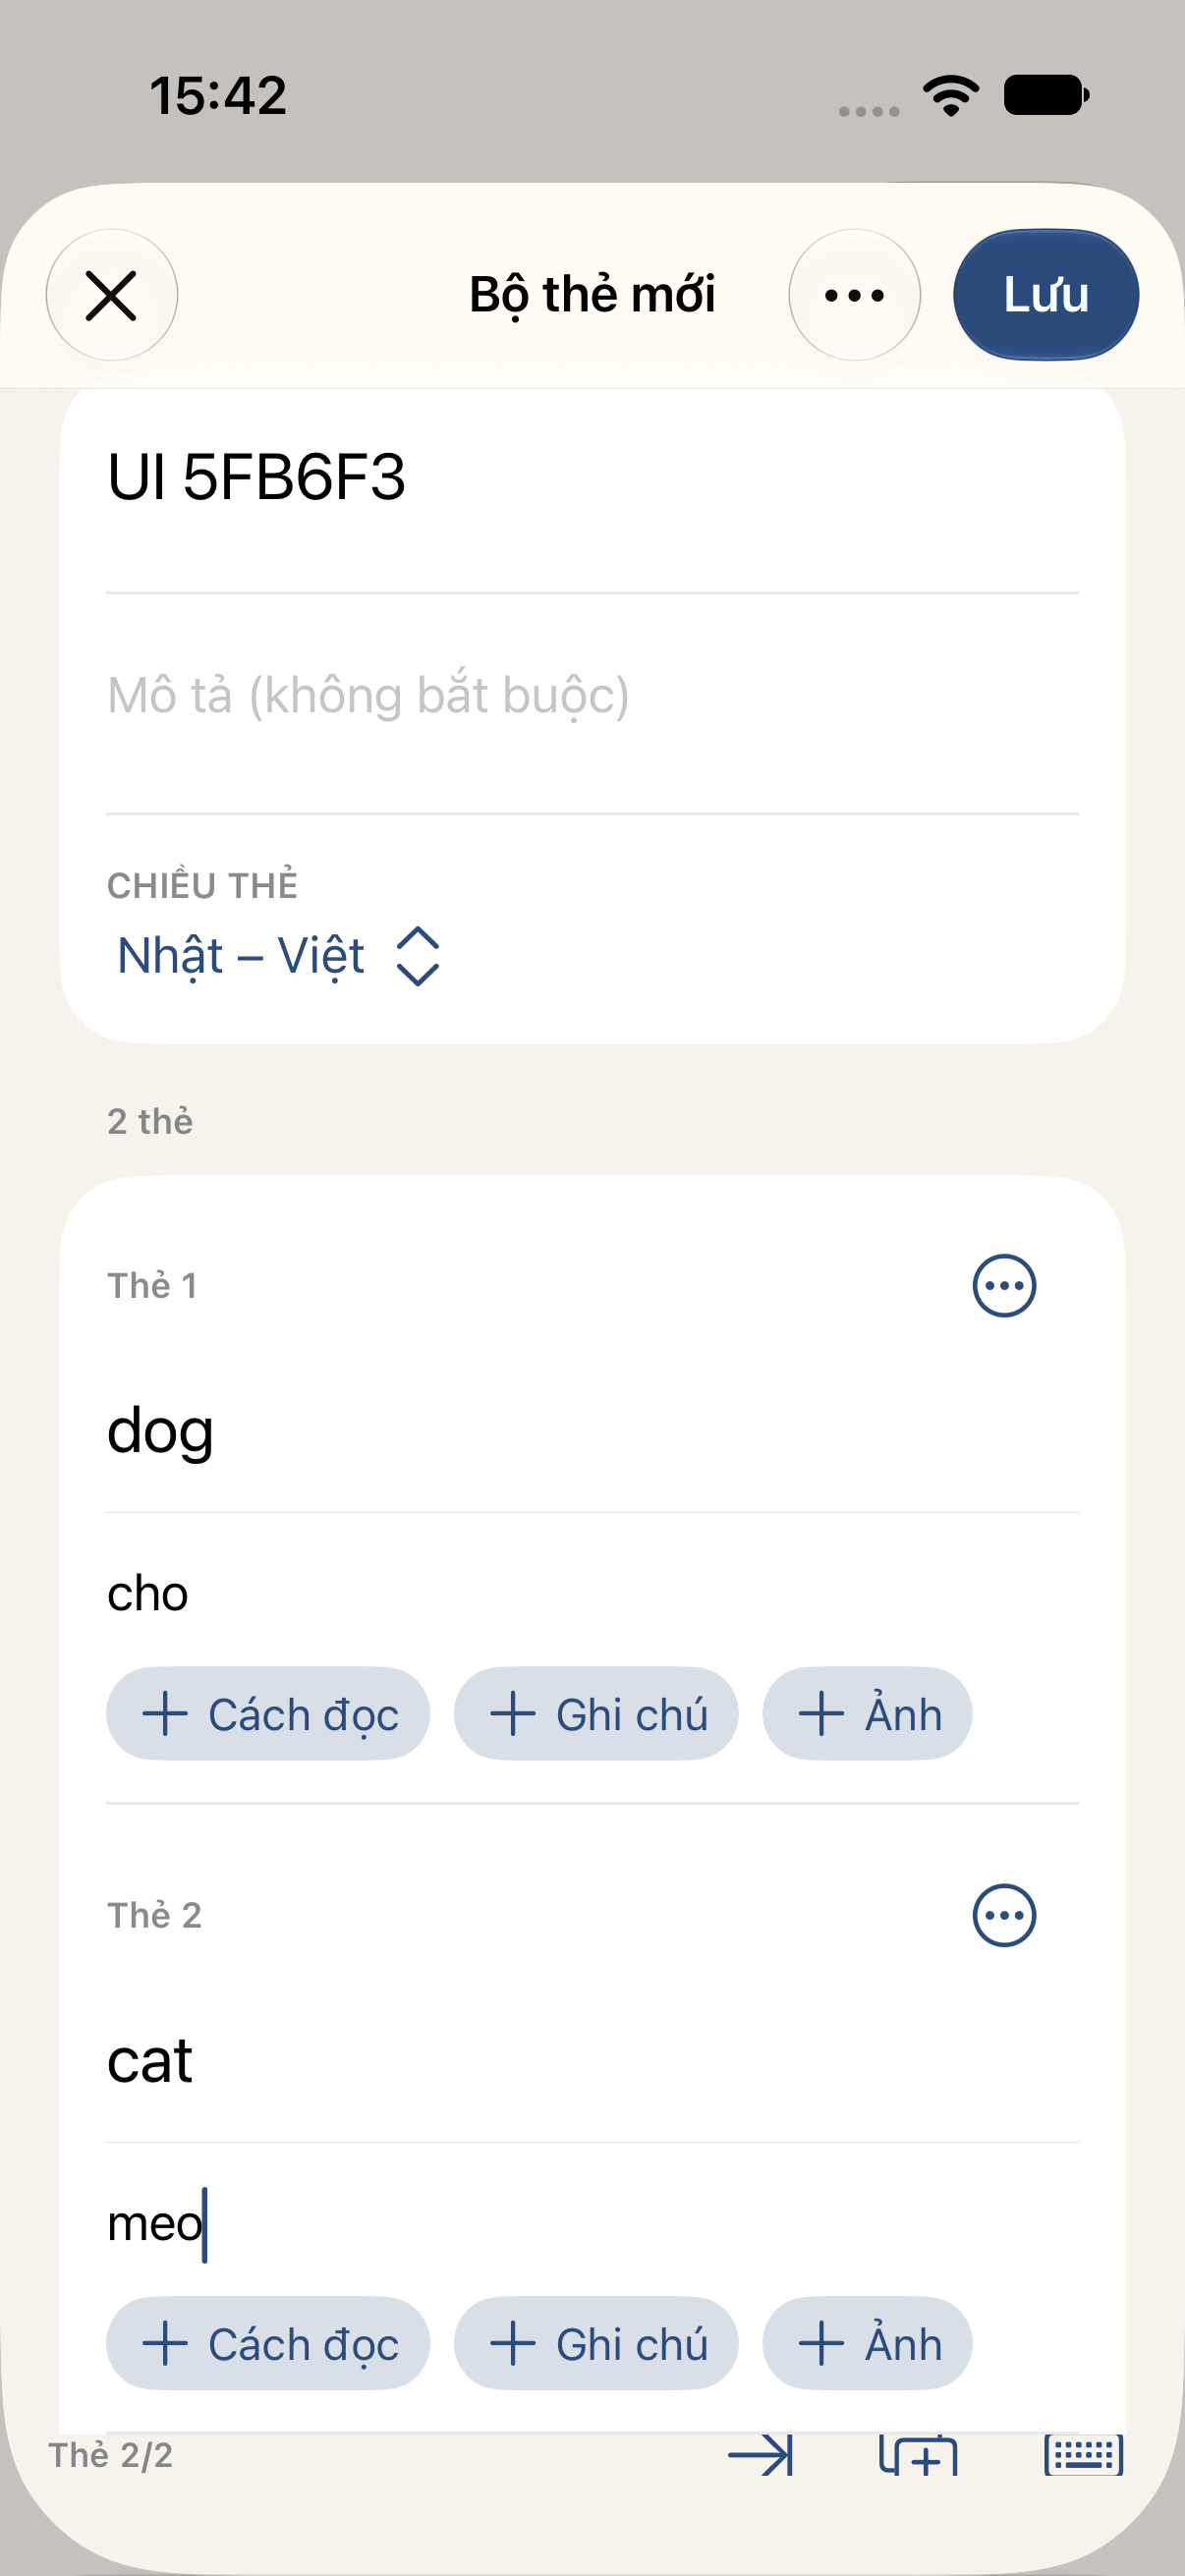 15:42
Bộ thẻ mới
Lưu
UI 5FB6F3
Mô tả (không bắt buộc)
CHIỀU THẺ
Nhật – Việt
2 thẻ
Thẻ 1
dog
cho
Cách đọc
Ghi chú
Ảnh
Thẻ 2
cat
meo
Cách đọc
Ghi chú
Ảnh
Thẻ 2/2